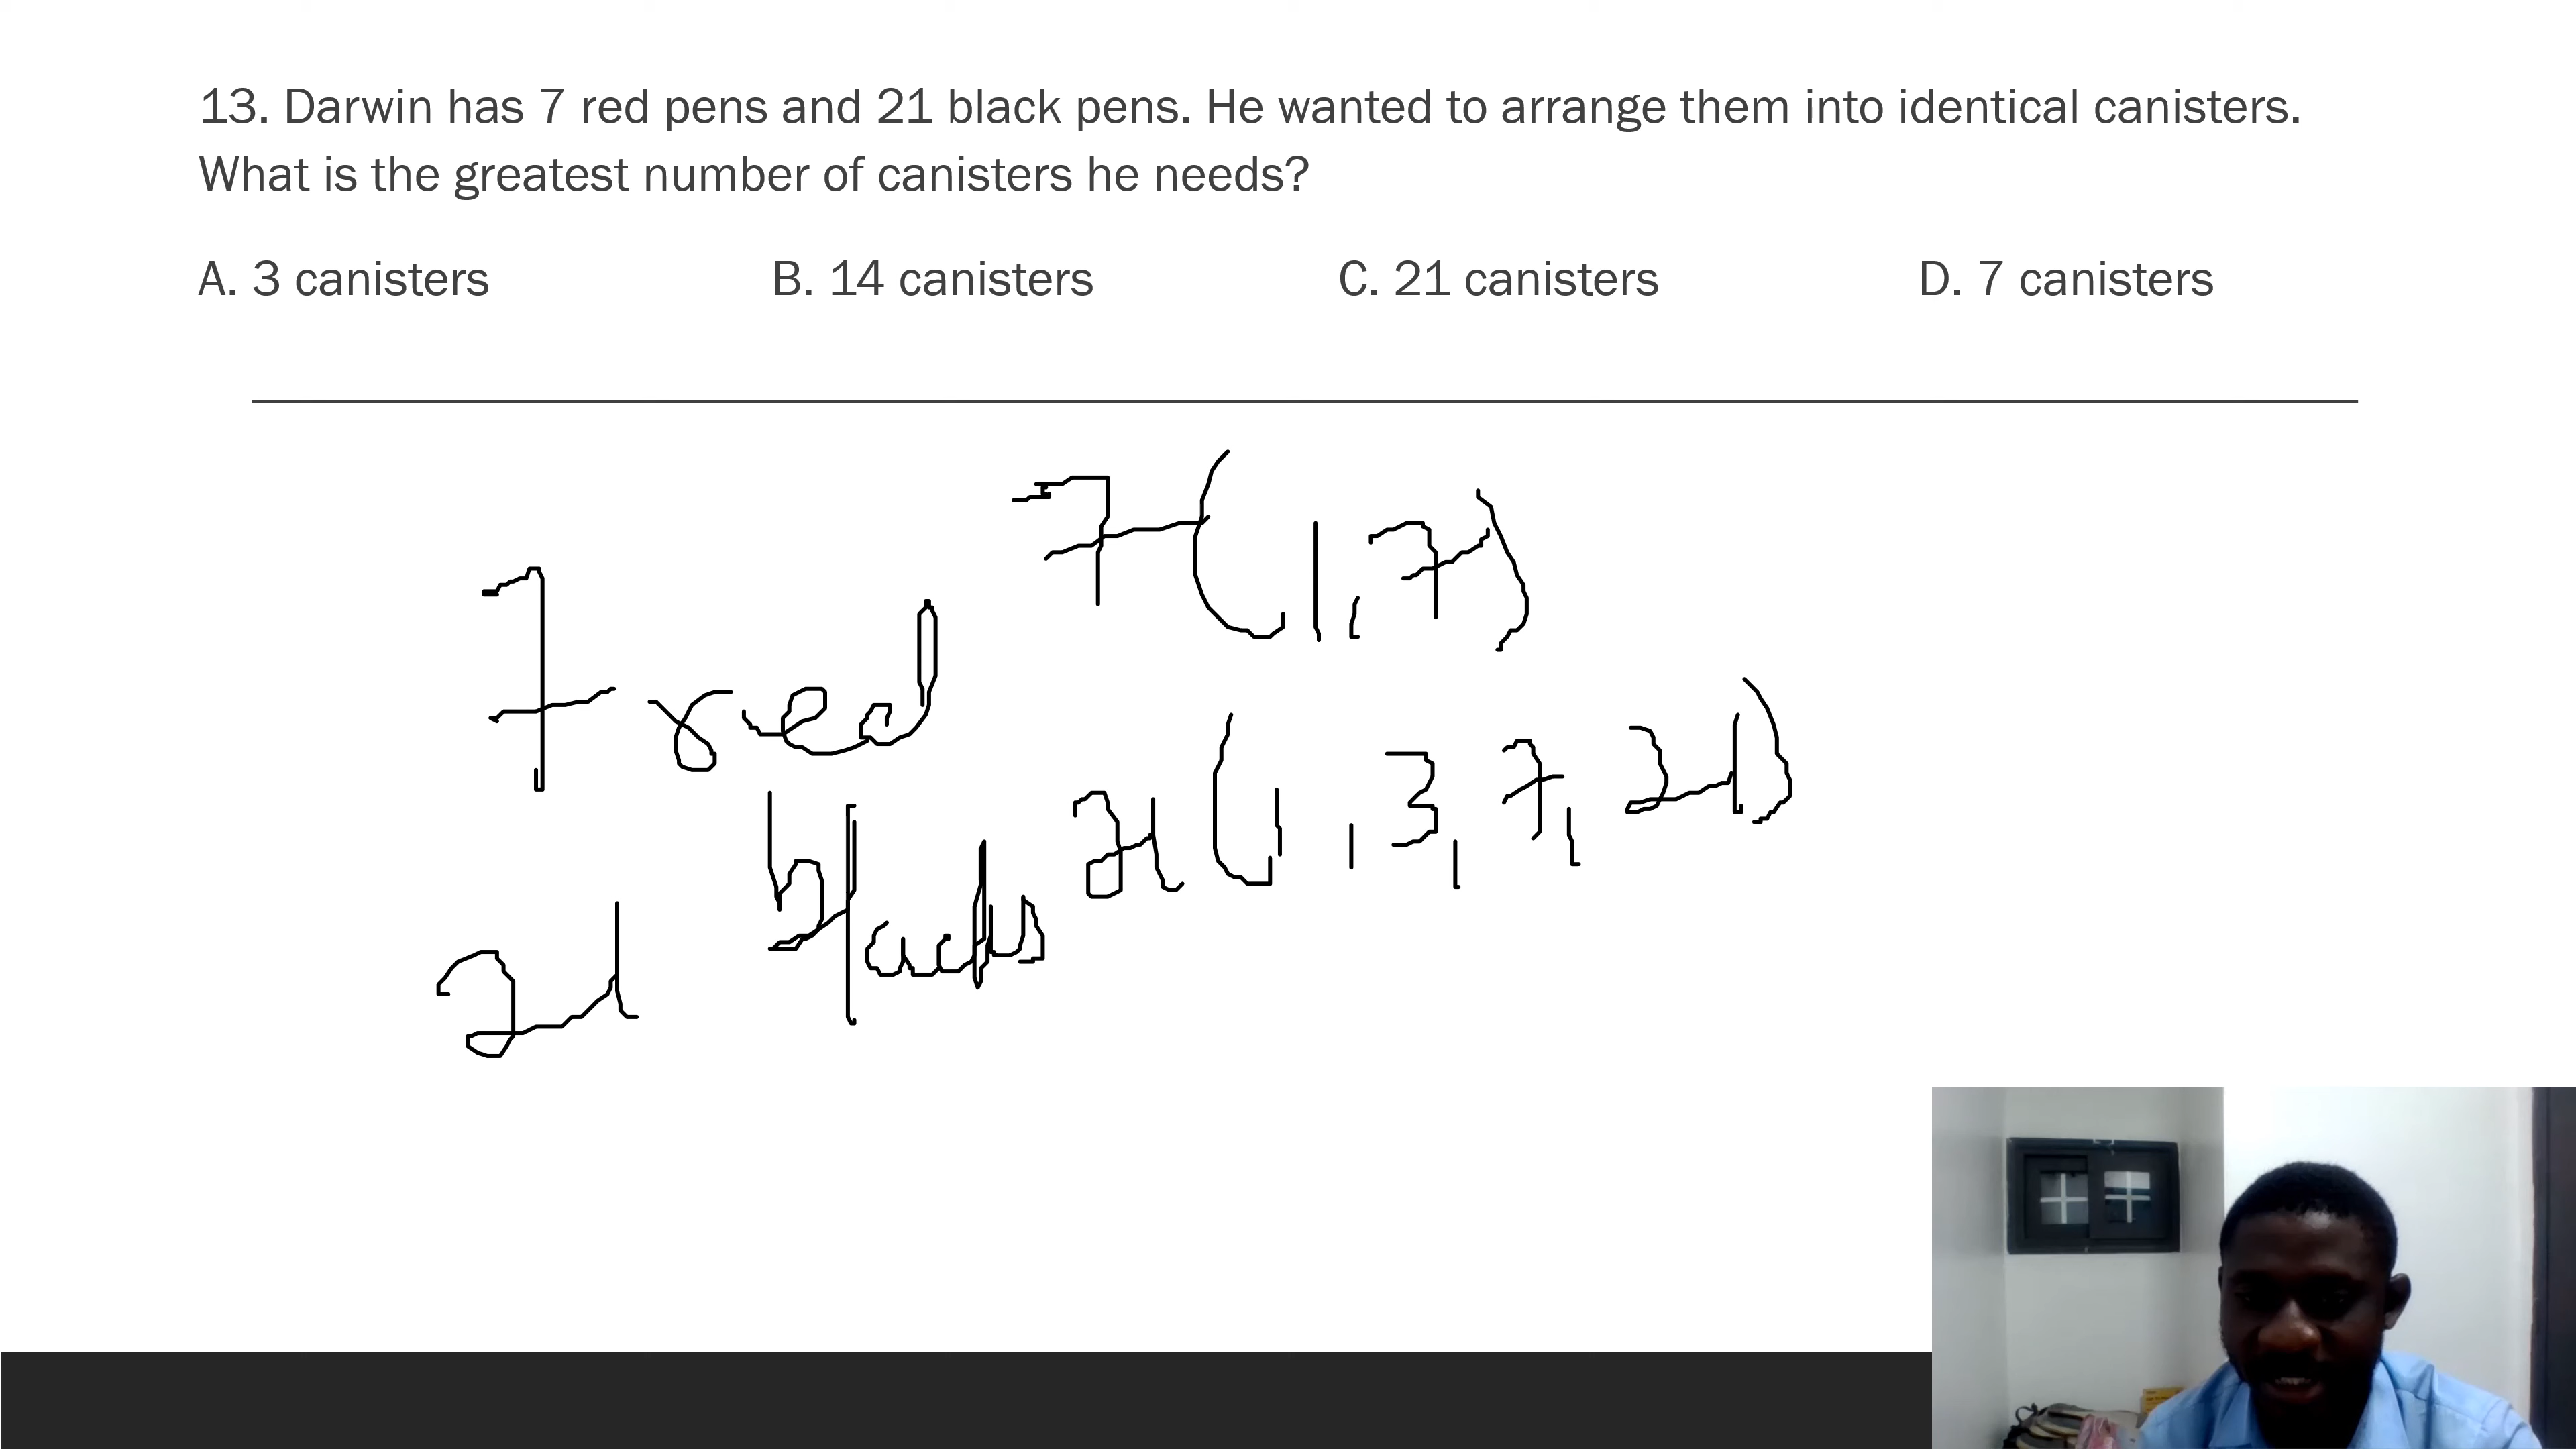 13. Darwin has 7 red pens and 21 black pens. He wanted to arrange them into identical canisters.
What is the greatest number of canisters he needs?
A. 3 canisters B. 14 canisters C. 21 canisters D. 7 canisters
7(1,7)
7 red
21(1,3,7,21)
21 black